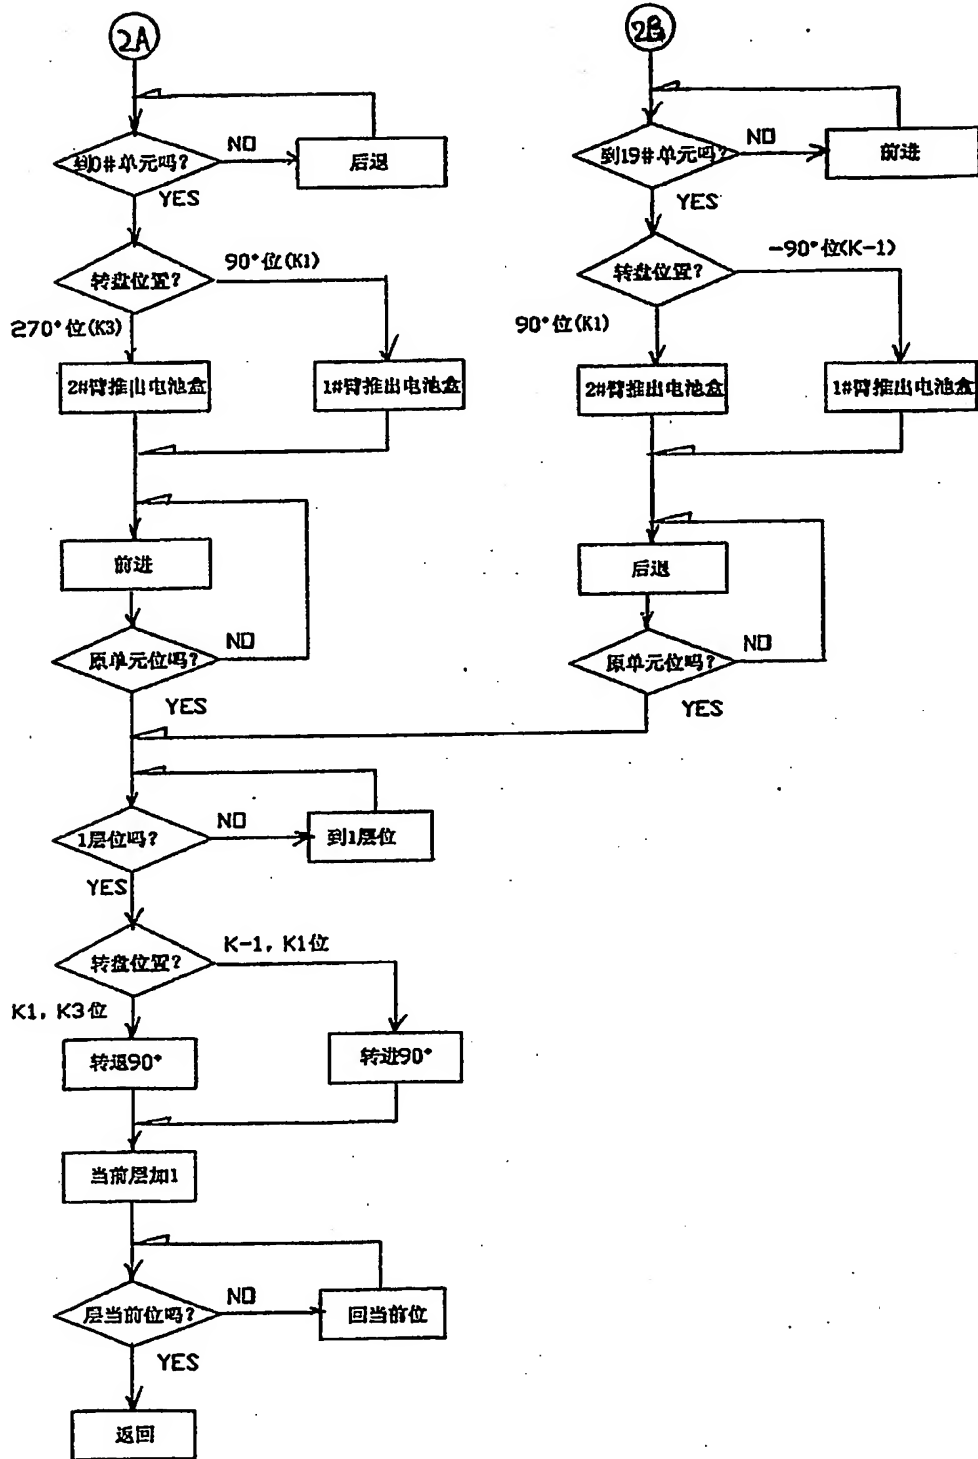 2A
到0#单元吗?
NO
后退
YES
转盘位置?
90°位(K1)
270°位(K3)
2#臂推出电池盒
1#臂推出电池盒
前进
原单元位吗?
NO
YES
2B
到19#单元吗?
NO
前进
YES
转盘位置?
-90°位(K-1)
90°位(K1)
2#臂推出电池盒
1#臂推出电池盒
后退
原单元位吗?
NO
YES
1层位吗?
NO
到1层位
YES
转盘位置?
K-1, K1位
K1, K3位
转退90°
转进90°
当前层加1
层当前位吗?
NO
回当前位
YES
返回